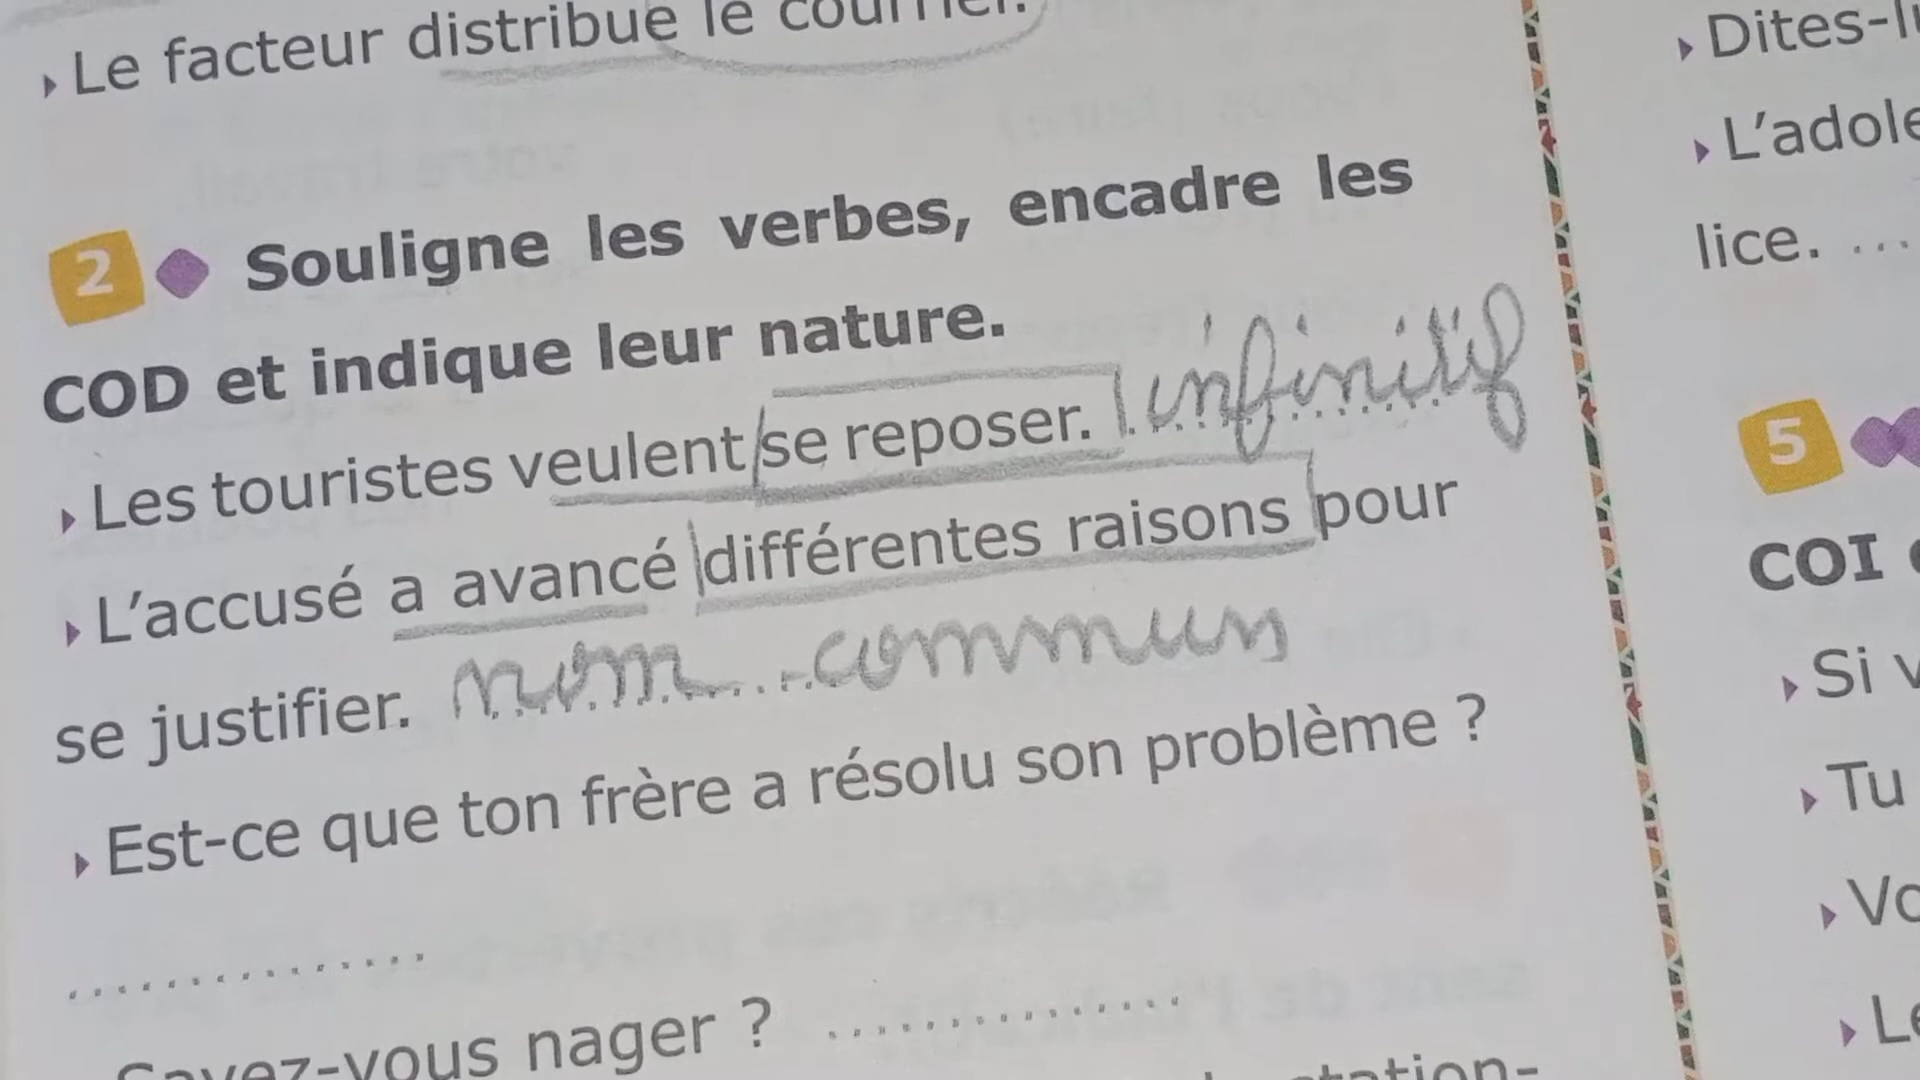 Le facteur distribue le courrier.
2 Souligne les verbes, encadre les
COD et indique leur nature.
Les touristes veulent se reposer. infinitif
L'accusé a avancé différentes raisons pour
se justifier. nom commun
Est-ce que ton frère a résolu son problème ?
...............
vous nager ? ...............
Dites-
lice. ...
5
COI
Si
Tu